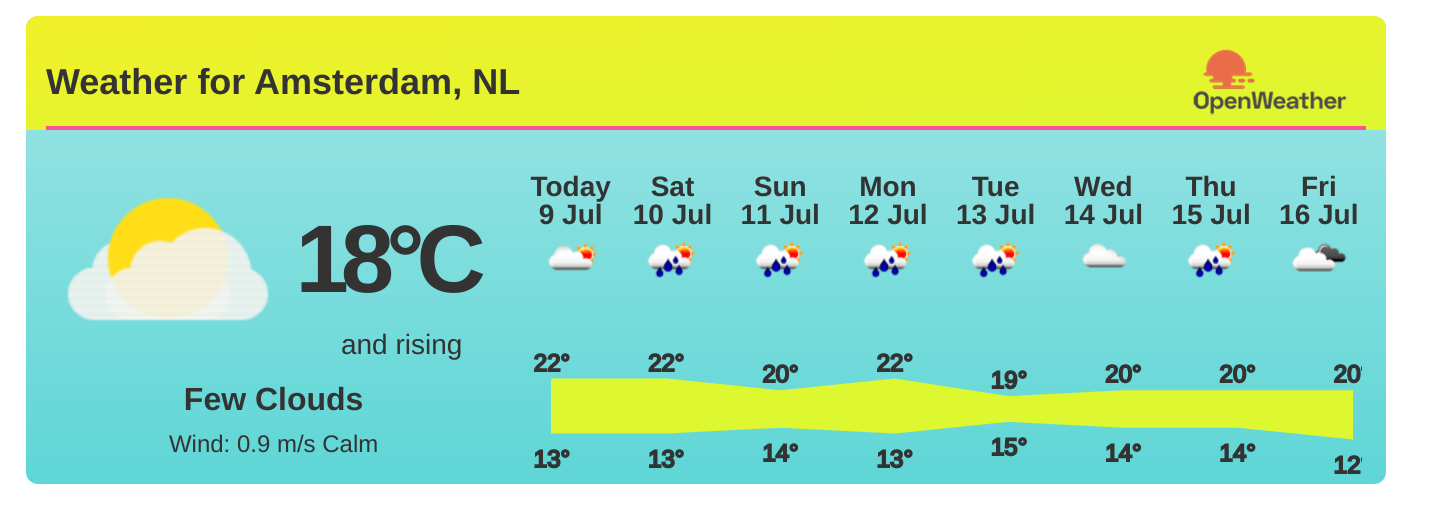 Weather for Amsterdam, NL
OpenWeather
18°C
and rising
Few Clouds
Wind: 0.9 m/s Calm
Today Sat Sun Mon Tue Wed Thu Fri
9 Jul 10 Jul 11 Jul 12 Jul 13 Jul 14 Jul 15 Jul 16 Jul
22° 22° 20° 22° 19° 20° 20° 20°
13° 13° 14° 13° 15° 14° 14° 12°